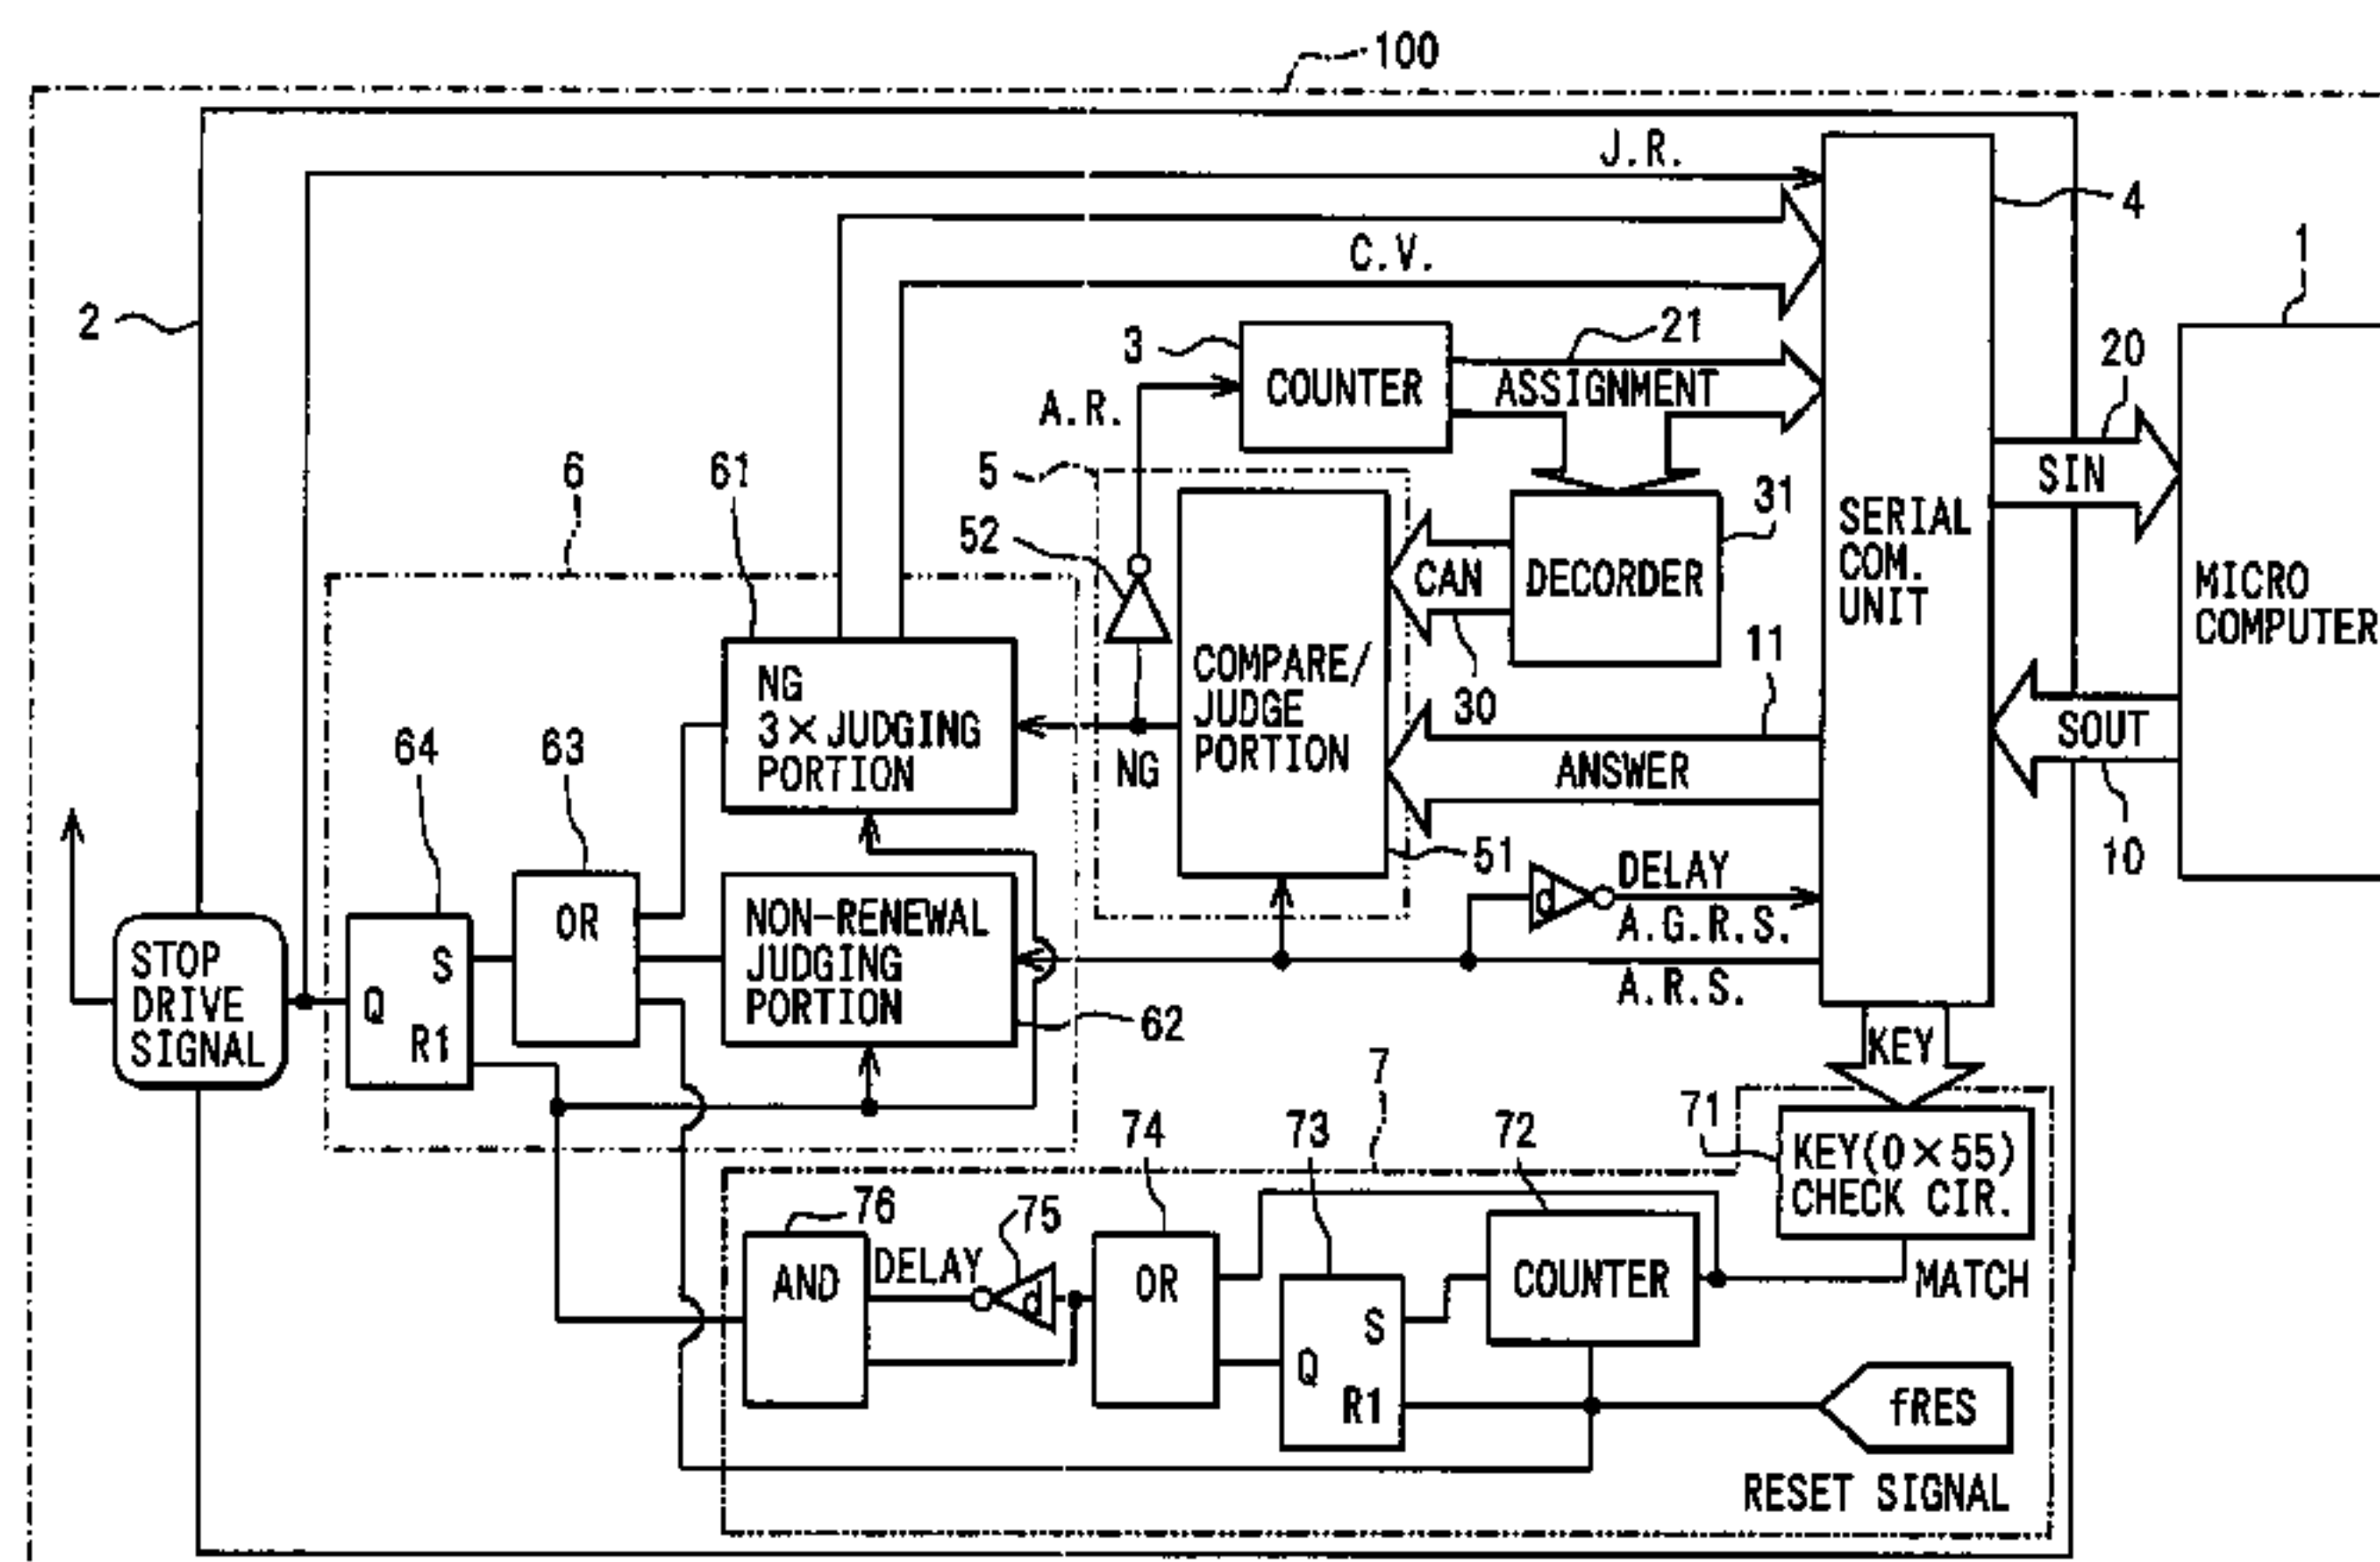 100
J.R.
4
C.V.
1
2
3
COUNTER
21
ASSIGNMENT
20
A.R.
6
61
5
SIN
31
52
SERIAL
COM.
UNIT
CAN
DECORDER
MICRO
COMPUTER
NG
3×JUDGING
PORTION
COMPARE/
JUDGE
PORTION
30
11
64
63
NG
ANSWER
SOUT
51
DELAY
10
d
A.G.R.S.
STOP
DRIVE
SIGNAL
S
Q
R1
OR
NON-RENEWAL
JUDGING
PORTION
A.R.S.
62
KEY
7
71
KEY(0×55)
CHECK CIR.
74
73
72
76
75
AND
DELAY
d
OR
COUNTER
MATCH
S
Q
R1
fRES
RESET SIGNAL